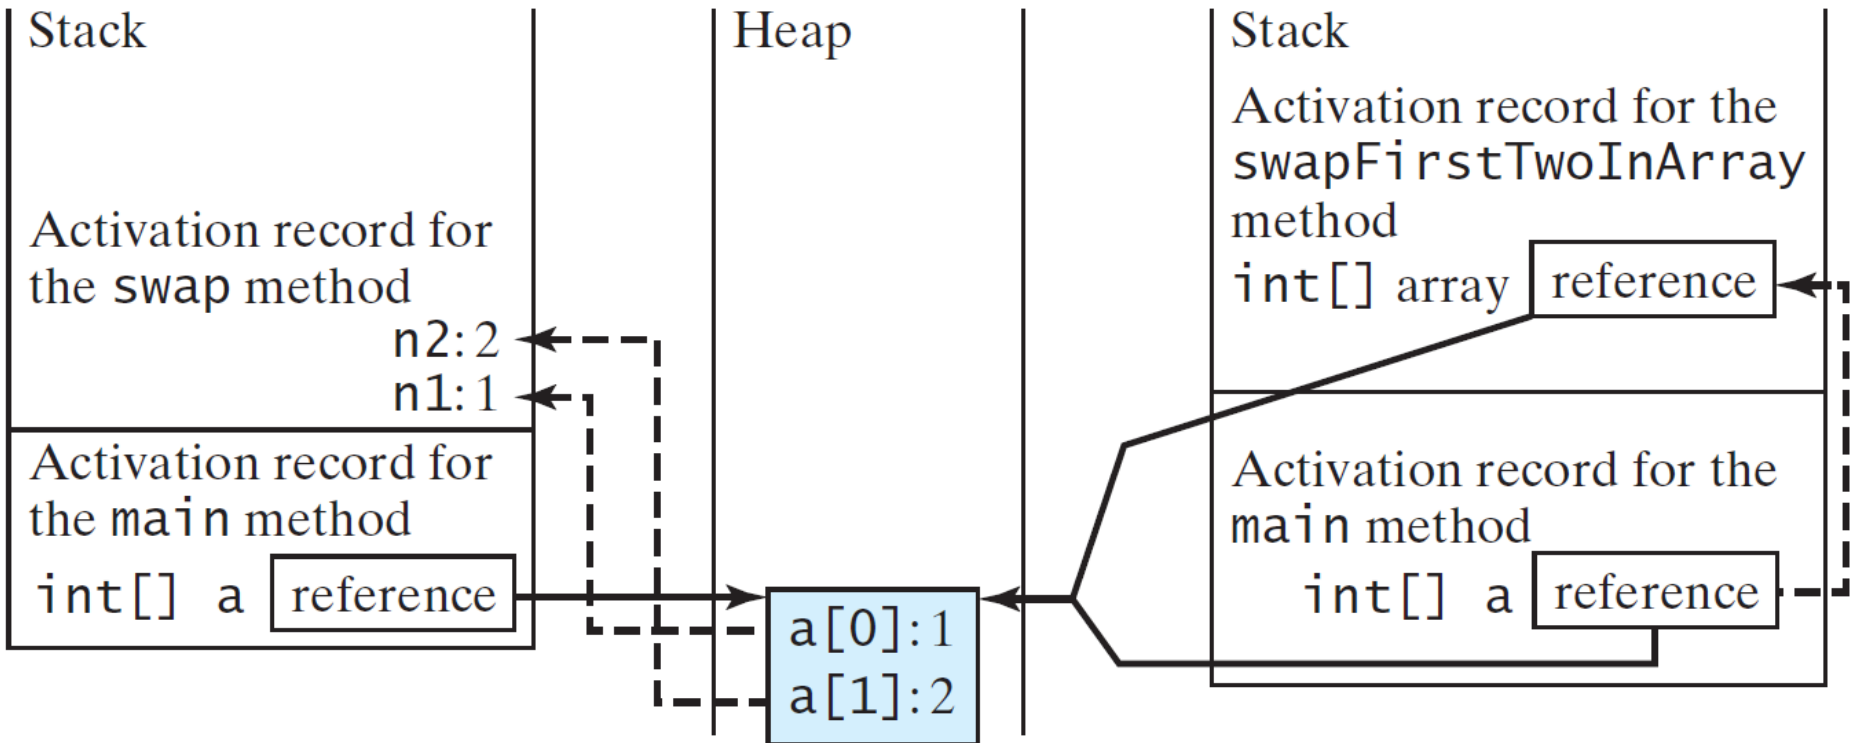 Stack
Activation record for
the swap method
n2: 2
n1: 1
Activation record for
the main method
int[] a reference
Heap
a[0]: 1
a[1]: 2
Stack
Activation record for the
swapFirstTwoInArray
method
int[] array reference
Activation record for the
main method
int[] a reference